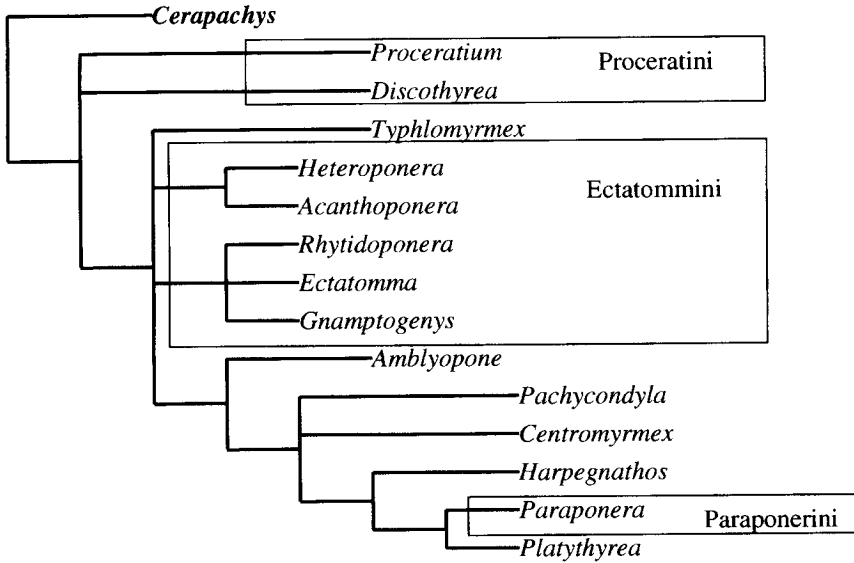 Cerapachys
Proceratium
Proceratini
Discothyrea
Typhlomyrmex
Heteroponera
Ectatommini
Acanthoponera
Rhytidoponera
Ectatomma
Gnamptogenys
Amblyopone
Pachycondyla
Centromyrmex
Harpegnathos
Paraponera
Paraponerini
Platythyrea